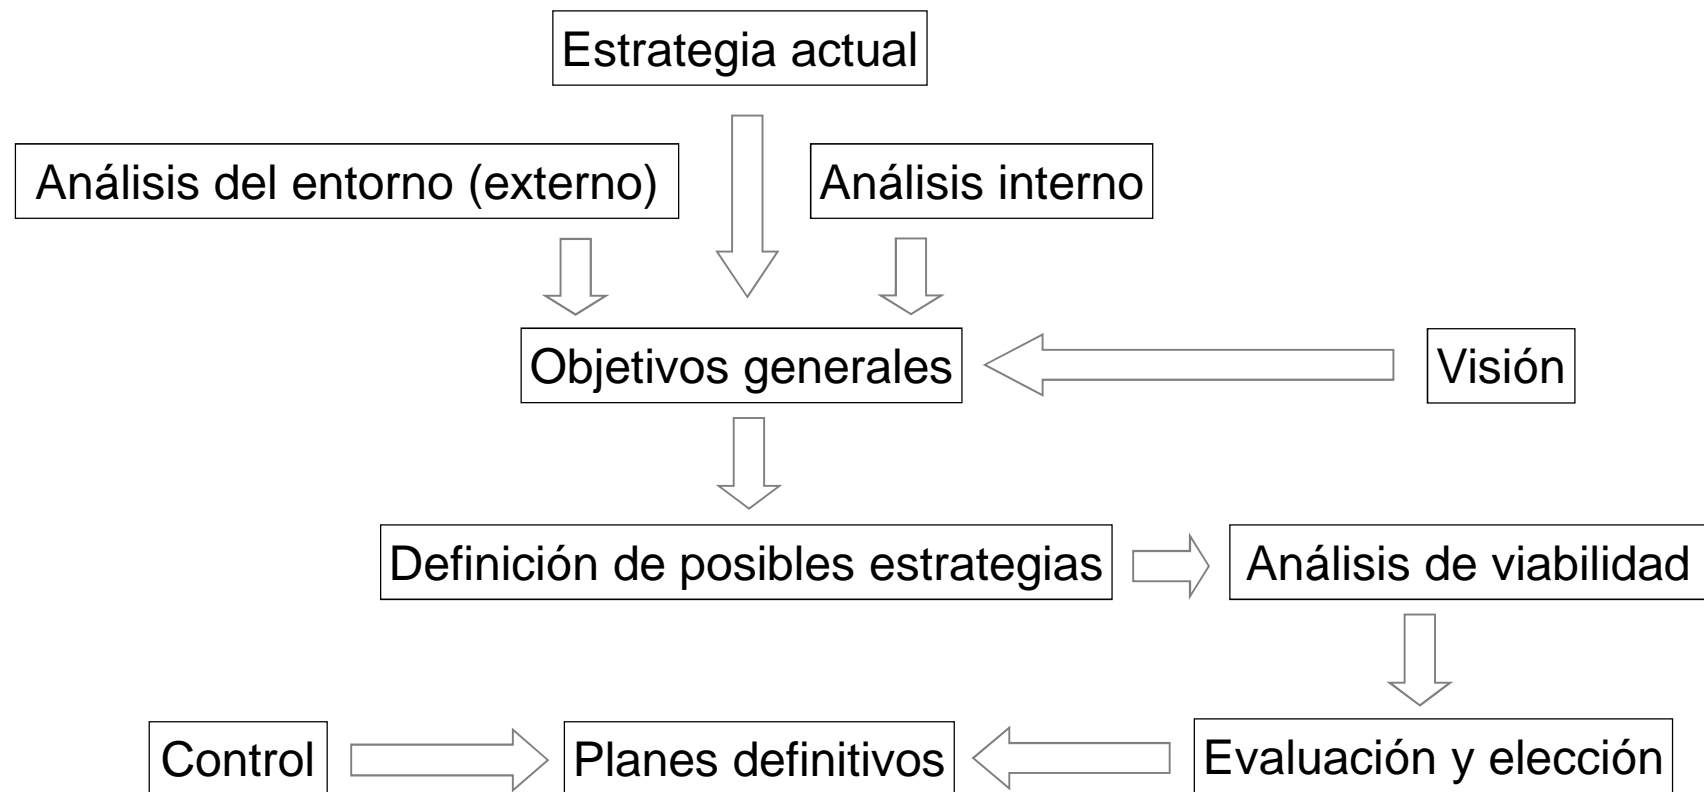 Estrategia actual
Análisis del entorno (externo)
Análisis interno
Objetivos generales
Visión
Definición de posibles estrategias
Análisis de viabilidad
Control
Planes definitivos
Evaluación y elección